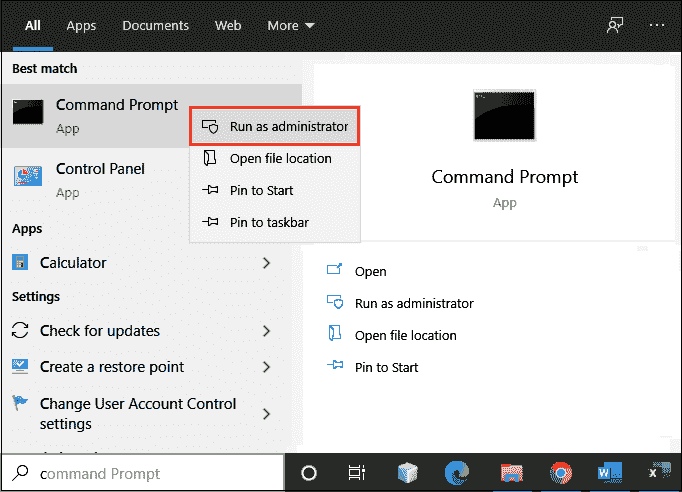 All Apps Documents Web More
Best match
Command Prompt
App
Run as administrator
Open file location
Pin to Start
Pin to taskbar
Control Panel
App
Apps
Calculator
Settings
Check for updates
Create a restore point
Change User Account Control
settings
Command Prompt
App
Open
Run as administrator
Open file location
Pin to Start
command Prompt